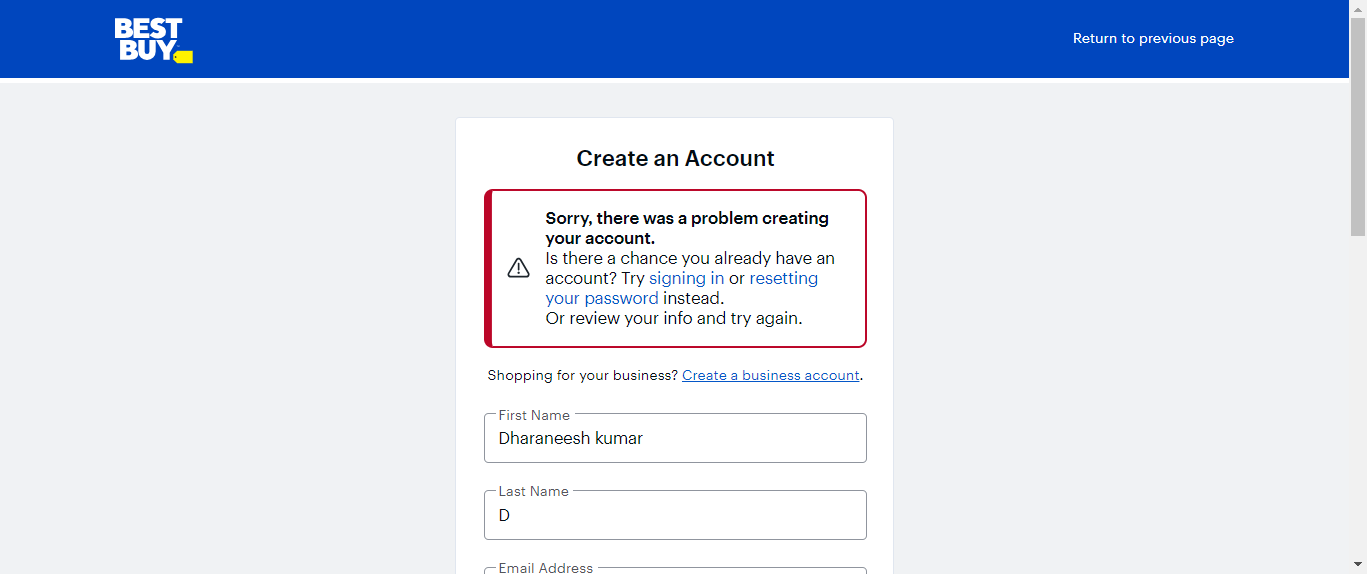 BEST
BUY
Return to previous page
Create an Account
Sorry, there was a problem creating
your account.
Is there a chance you already have an
account? Try signing in or resetting
your password instead.
Or review your info and try again.
Shopping for your business? Create a business account.
First Name
Dharaneesh kumar
Last Name
D
Email Address